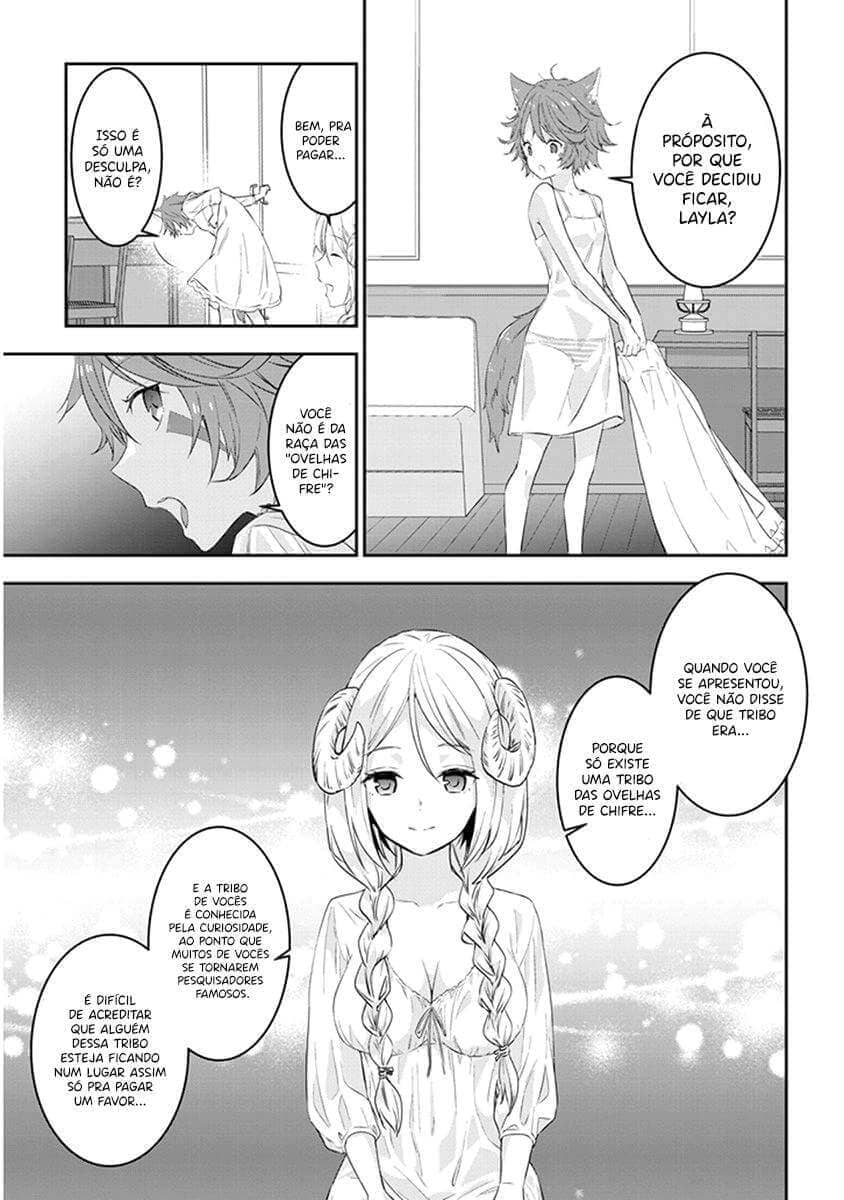 À
PRÓPOSITO,
POR QUE
VOCÊ DECIDIU
FICAR,
LAYLA?
BEM, PRA
PODER
PAGAR...
ISSO É
SÓ UMA
DESCULPA,
NÃO É?
VOCÊ
NÃO É DA
RAÇA DAS
"OVELHAS
DE CHI-
FRE"?
QUANDO VOCÊ
SE APRESENTOU,
VOCÊ NÃO DISSE
DE QUE TRIBO
ERA...
PORQUE
SÓ EXISTE
UMA TRIBO
DAS OVELHAS
DE CHIFRE...
E A TRIBO
DE VOCÊS
É CONHECIDA
PELA CURIOSIDADE,
AO PONTO QUE
MUITOS DE VOCÊS
SE TORNAREM
PESQUISADORES
FAMOSOS.
É DIFÍCIL
DE ACREDITAR
QUE ALGUÉM
DESSA TRIBO
ESTEJA FICANDO
NUM LUGAR ASSIM
SÓ PRA PAGAR
UM FAVOR...